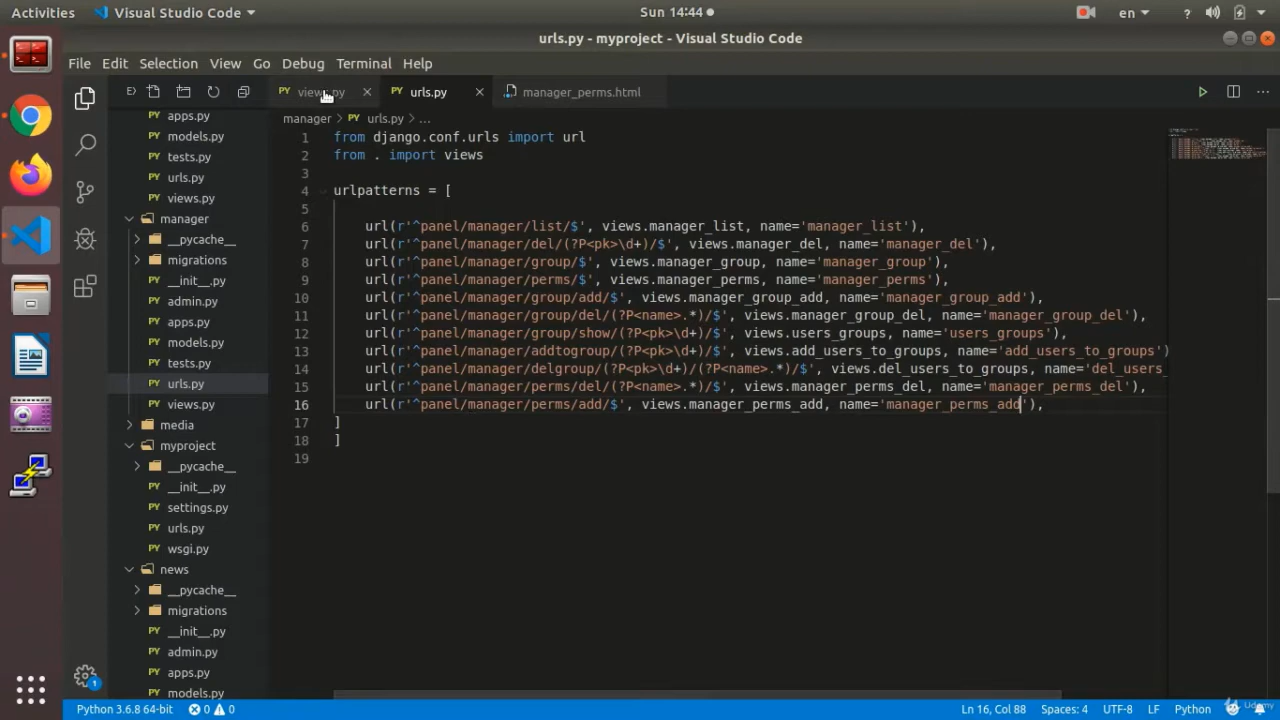 Activities Visual Studio Code Sun 14:44 en ?
urls.py - myproject - Visual Studio Code
File Edit Selection View Go Debug Terminal Help
views.py urls.py manager_perms.html
manager > urls.py > ...
apps.py
models.py
tests.py
urls.py
views.py
manager
__pycache__
migrations
__init__.py
admin.py
apps.py
models.py
tests.py
urls.py
views.py
media
myproject
__pycache__
__init__.py
settings.py
urls.py
wsgi.py
news
__pycache__
migrations
__init__.py
admin.py
apps.py
models.py
1 from django.conf.urls import url
2 from . import views
3
4 urlpatterns = [
5
6 url(r'^panel/manager/list/$', views.manager_list, name='manager_list'),
7 url(r'^panel/manager/del/(?P<pk>\d+)/$', views.manager_del, name='manager_del'),
8 url(r'^panel/manager/group/$', views.manager_group, name='manager_group'),
9 url(r'^panel/manager/perms/$', views.manager_perms, name='manager_perms'),
10 url(r'^panel/manager/group/add/$', views.manager_group_add, name='manager_group_add'),
11 url(r'^panel/manager/group/del/(?P<name>.*)/$', views.manager_group_del, name='manager_group_del'),
12 url(r'^panel/manager/group/show/(?P<pk>\d+)/$', views.users_groups, name='users_groups'),
13 url(r'^panel/manager/addtogroup/(?P<pk>\d+)/$', views.add_users_to_groups, name='add_users_to_groups')
14 url(r'^panel/manager/delgroup/(?P<pk>\d+)/(?P<name>.*)/$', views.del_users_to_groups, name='del_users_
15 url(r'^panel/manager/perms/del/(?P<name>.*)/$', views.manager_perms_del, name='manager_perms_del'),
16 url(r'^panel/manager/perms/add/$', views.manager_perms_add, name='manager_perms_add'),
17 ]
18 ]
19
1
Python 3.6.8 64-bit 0 0 Ln 16, Col 88 Spaces: 4 UTF-8 LF Python
Udemy